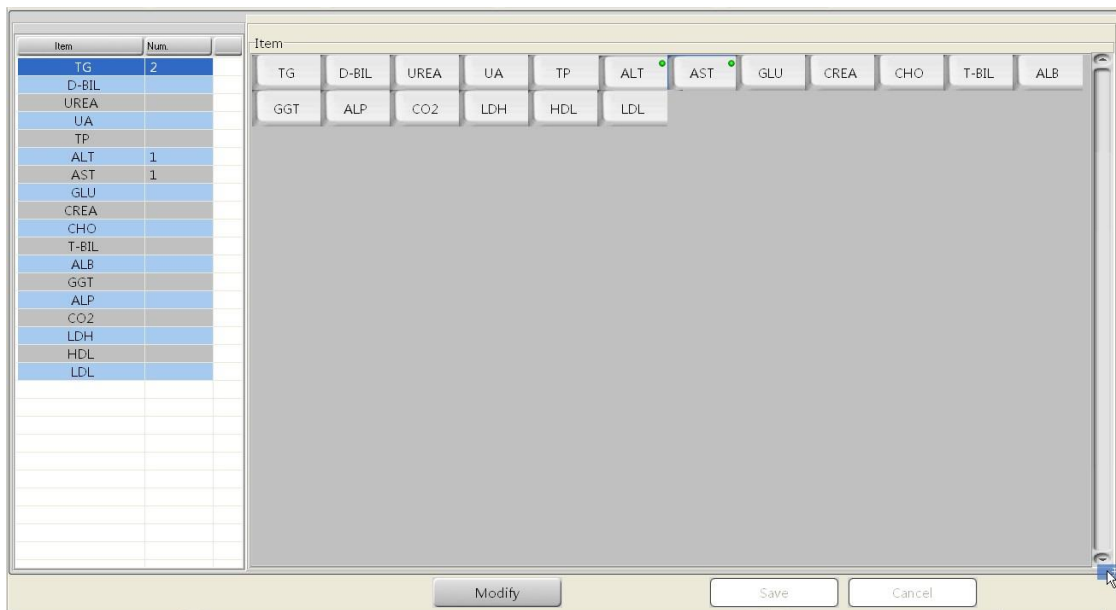 Item Num.
TG 2
D-BIL
UREA
UA
TP
ALT 1
AST 1
GLU
CREA
CHO
T-BIL
ALB
GGT
ALP
CO2
LDH
HDL
LDL
Item
TG D-BIL UREA UA TP ALT AST GLU CREA CHO T-BIL ALB
GGT ALP CO2 LDH HDL LDL
Modify Save Cancel